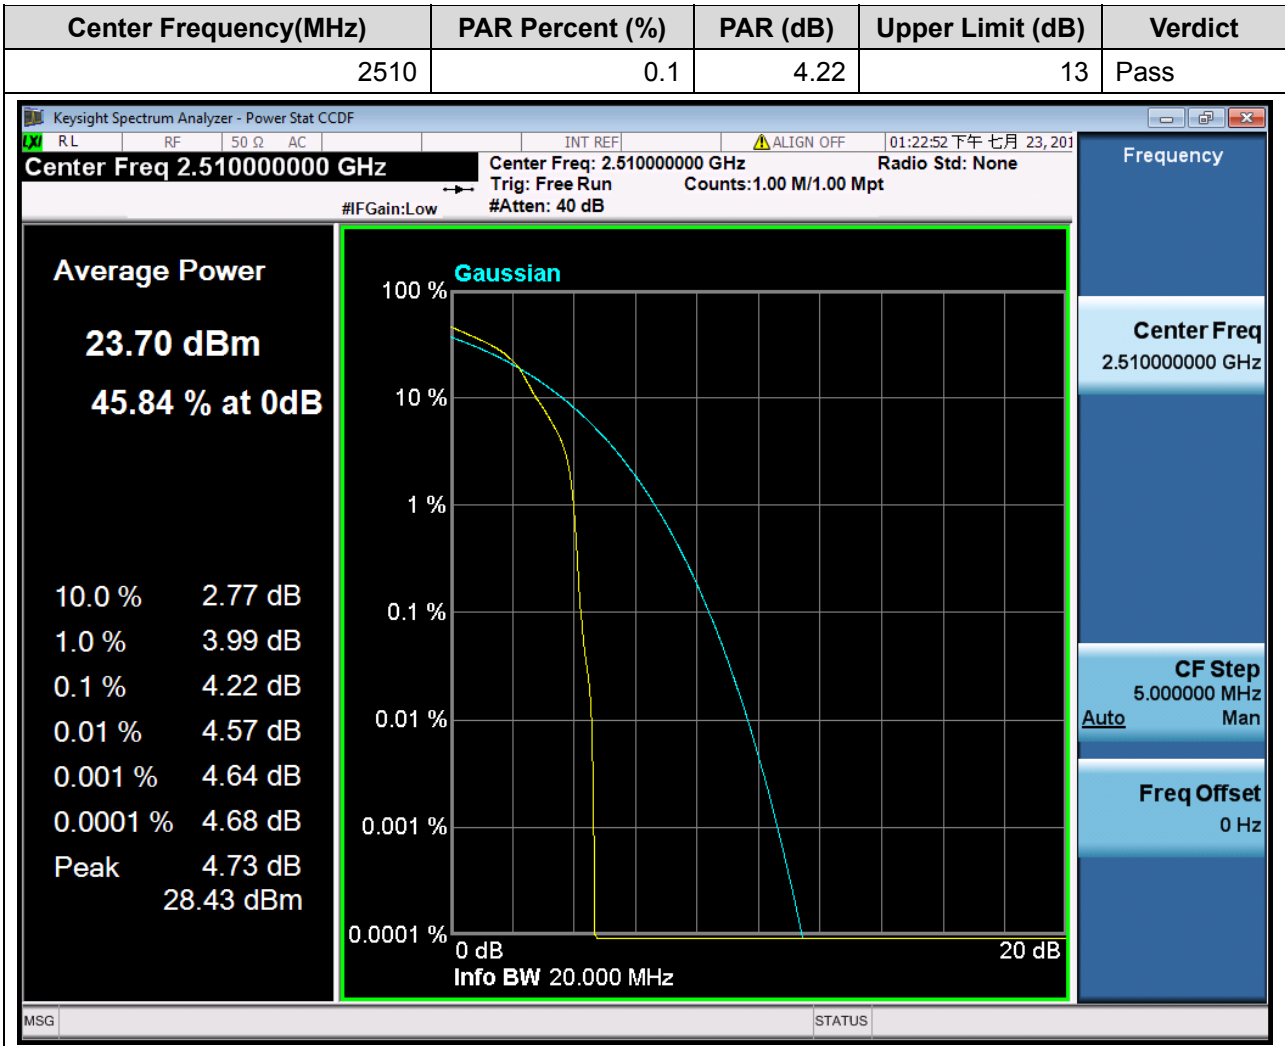 Center Frequency(MHz) PAR Percent (%) PAR (dB) Upper Limit (dB) Verdict
2510 0.1 4.22 13 Pass
Keysight Spectrum Analyzer - Power Stat CCDF
LXI RL RF 50 Ω AC INT REF ALIGN OFF 01:22:52 下午 七月 23, 201
Center Freq 2.510000000 GHz
Center Freq: 2.510000000 GHz Radio Std: None
Trig: Free Run Counts:1.00 M/1.00 Mpt
#IFGain:Low #Atten: 40 dB
Average Power
23.70 dBm
45.84 % at 0dB
10.0 % 2.77 dB
1.0 % 3.99 dB
0.1 % 4.22 dB
0.01 % 4.57 dB
0.001 % 4.64 dB
0.0001 % 4.68 dB
Peak 4.73 dB
28.43 dBm
Gaussian
100 %
10 %
1 %
0.1 %
0.01 %
0.001 %
0.0001 %
0 dB 20 dB
Info BW 20.000 MHz
Frequency
Center Freq
2.510000000 GHz
CF Step
5.000000 MHz
Auto Man
Freq Offset
0 Hz
MSG STATUS